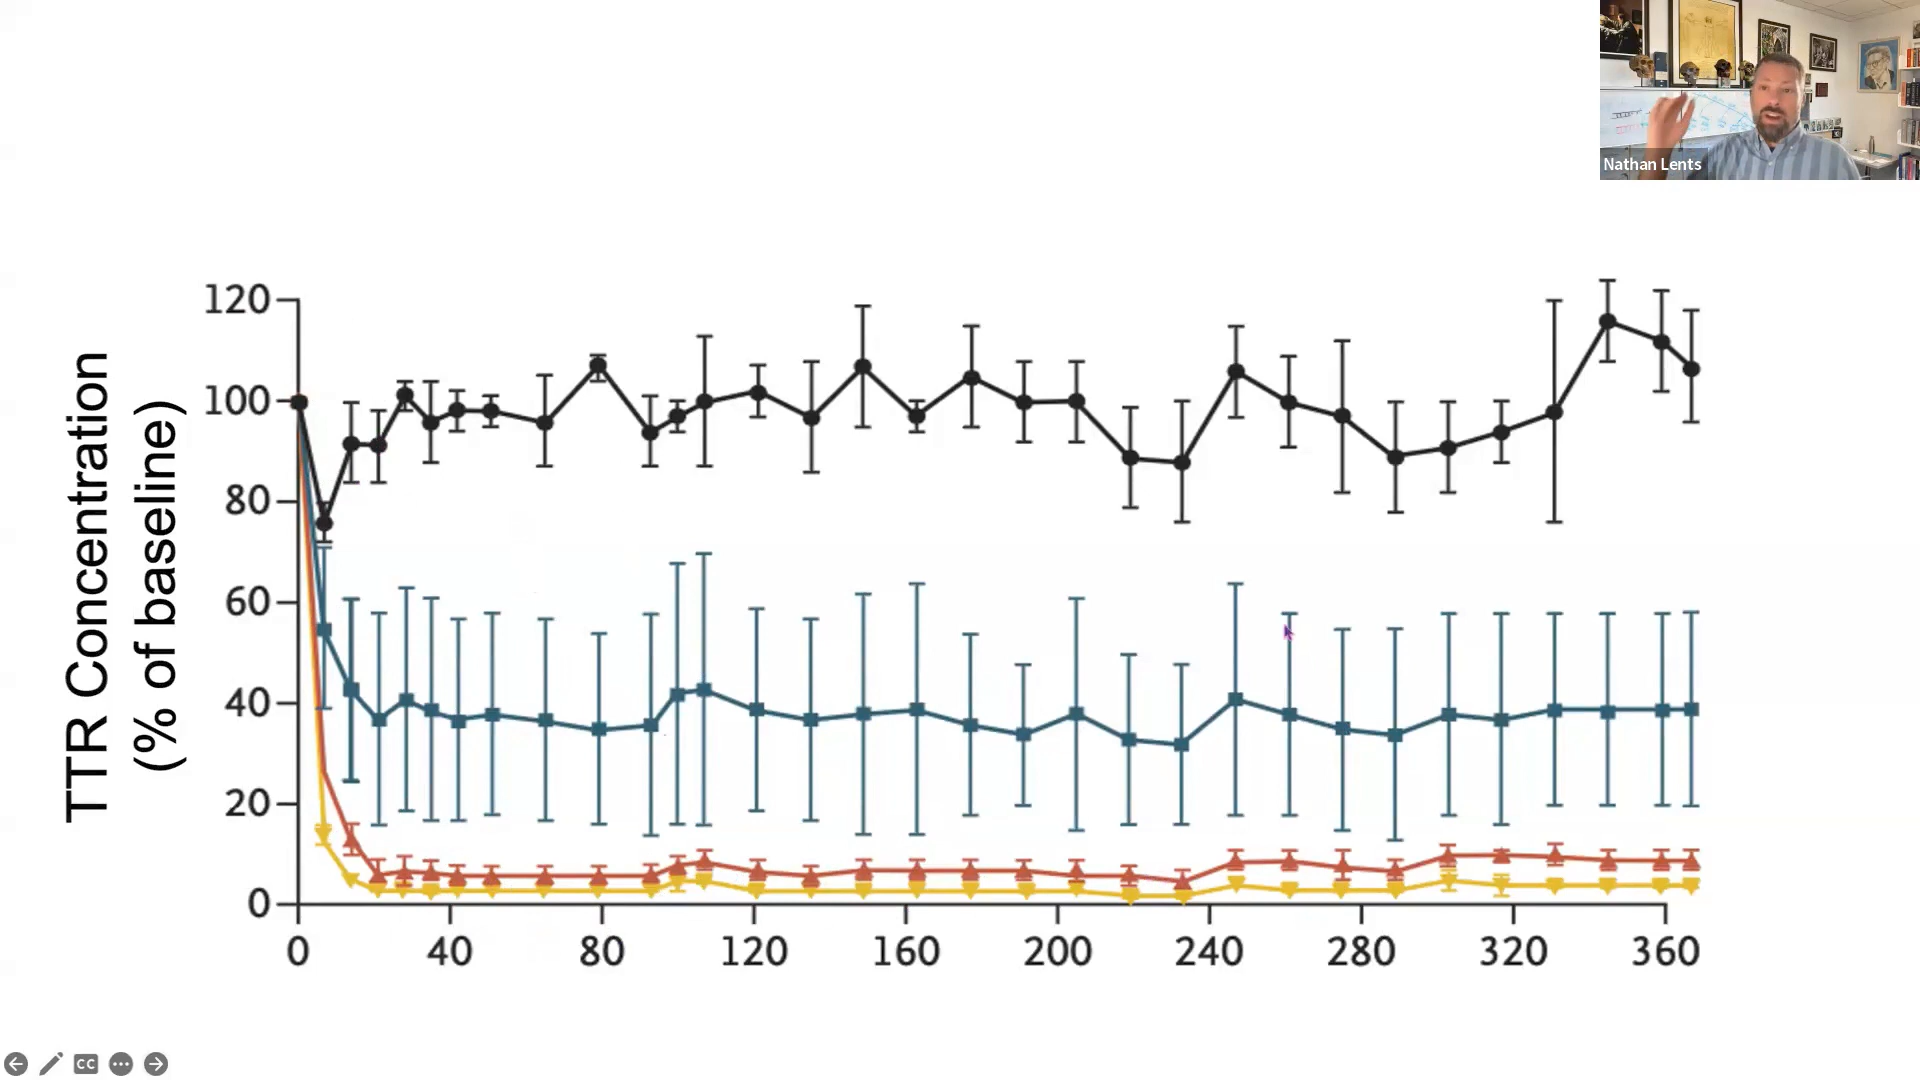 Nathan Lents
TTR Concentration
(% of baseline)
120
100
80
60
40
20
0
0 40 80 120 160 200 240 280 320 360
CC